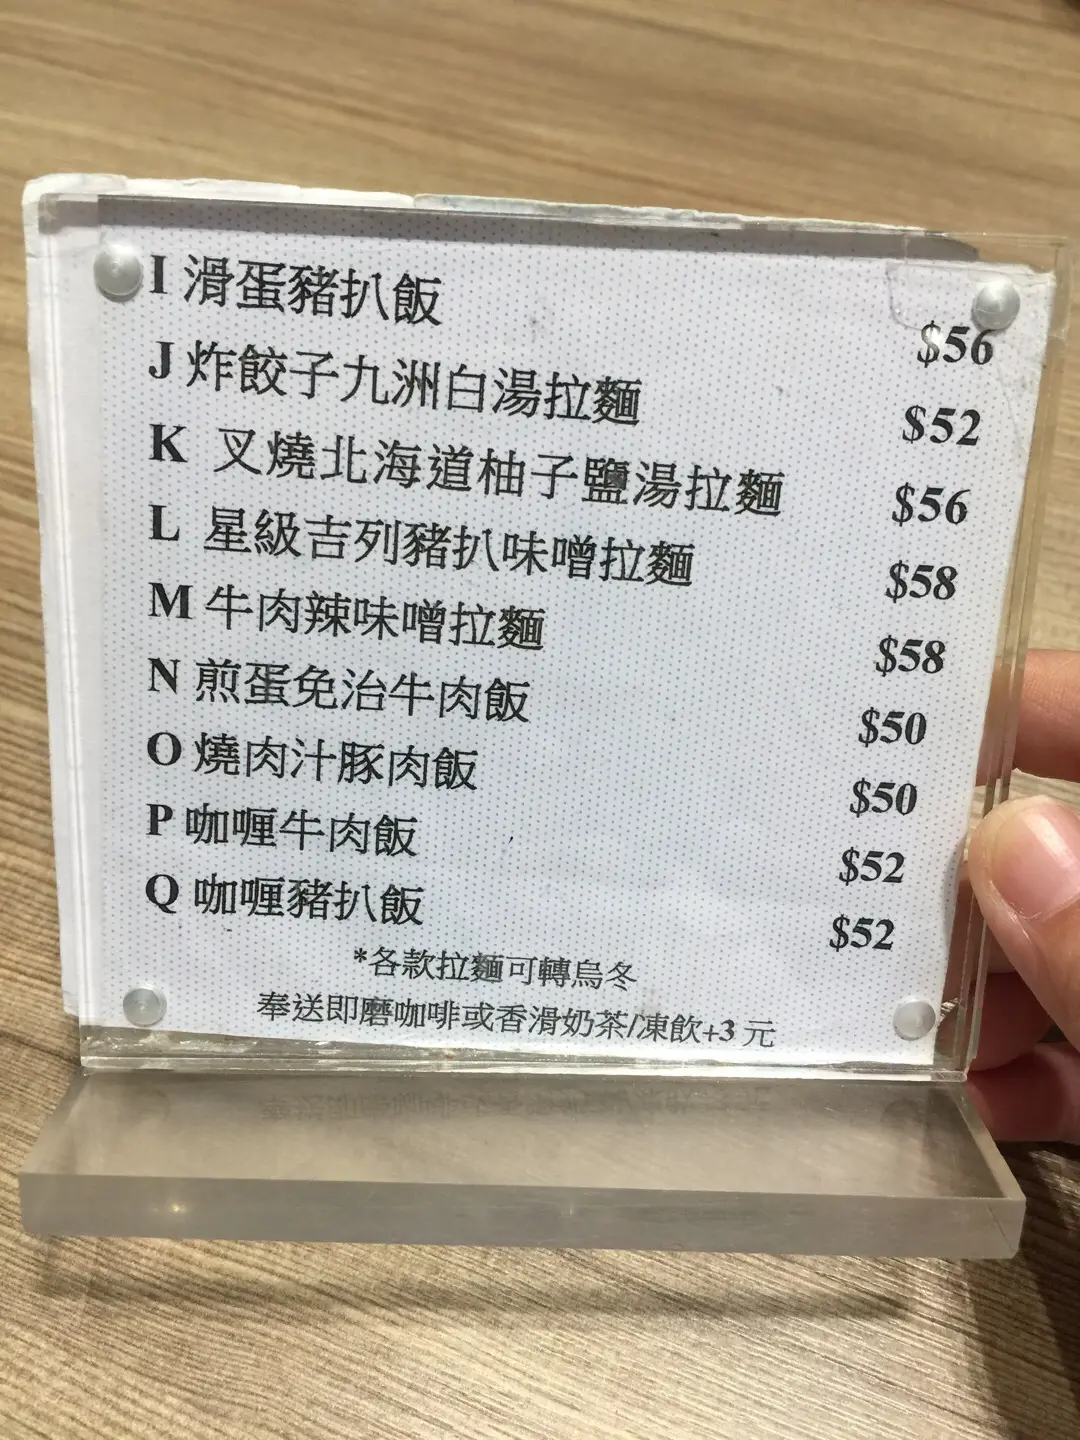 I 滑蛋豬扒飯 $56
J 炸餃子九洲白湯拉麵 $52
K 叉燒北海道柚子鹽湯拉麵 $56
L 星級吉列豬扒味噌拉麵 $58
M 牛肉辣味噌拉麵 $58
N 煎蛋免治牛肉飯 $50
O 燒肉汁豚肉飯 $50
P 咖喱牛肉飯 $52
Q 咖喱豬扒飯 $52
*各款拉麵可轉烏冬
奉送即磨咖啡或香滑奶茶/凍飲+3 元